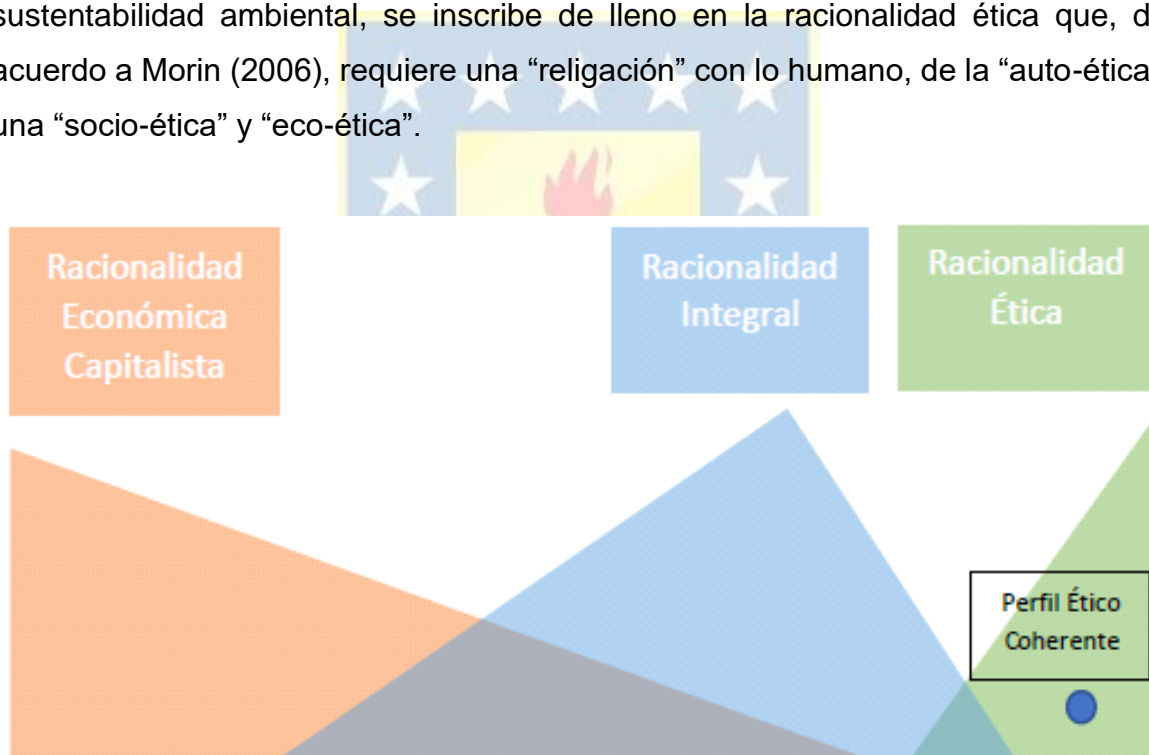 sustentabilidad ambiental, se inscribe de lleno en la racionalidad ética que, d
acuerdo a Morin (2006), requiere una “religación” con lo humano, de la “auto-ética
una “socio-ética” y “eco-ética”.
Racionalidad
Económica
Capitalista
Racionalidad
Integral
Racionalidad
Ética
Perfil Ético
Coherente